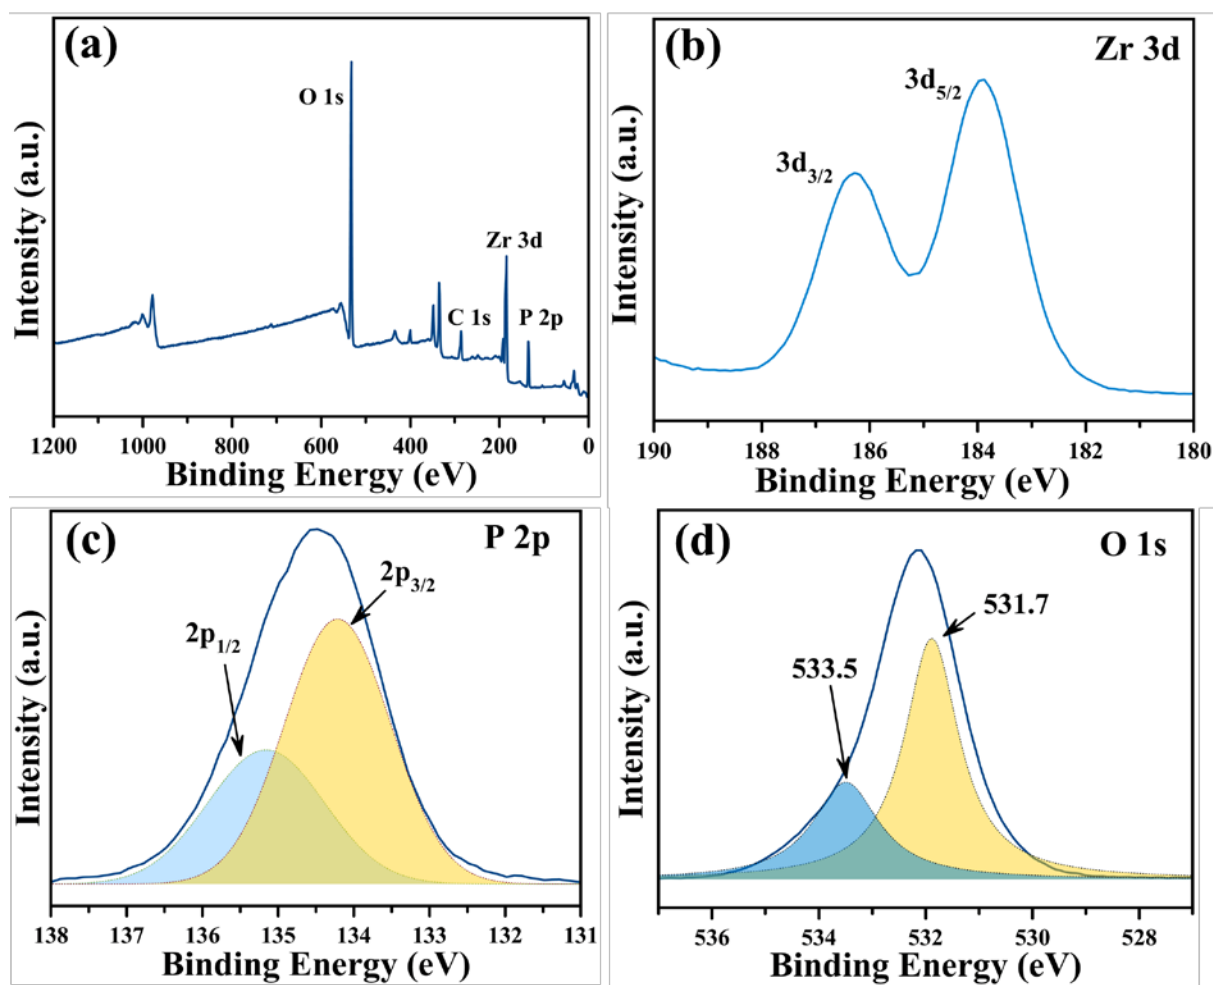 (a)
O 1s
Zr 3d
C 1s
P 2p
Intensity (a.u.)
1200 1000 800 600 400 200 0
Binding Energy (eV)
(b)
Zr 3d
3d5/2
3d3/2
Intensity (a.u.)
190 188 186 184 182 180
Binding Energy (eV)
(c)
P 2p
2p3/2
2p1/2
Intensity (a.u.)
138 137 136 135 134 133 132 131
Binding Energy (eV)
(d)
O 1s
531.7
533.5
Intensity (a.u.)
536 534 532 530 528
Binding Energy (eV)